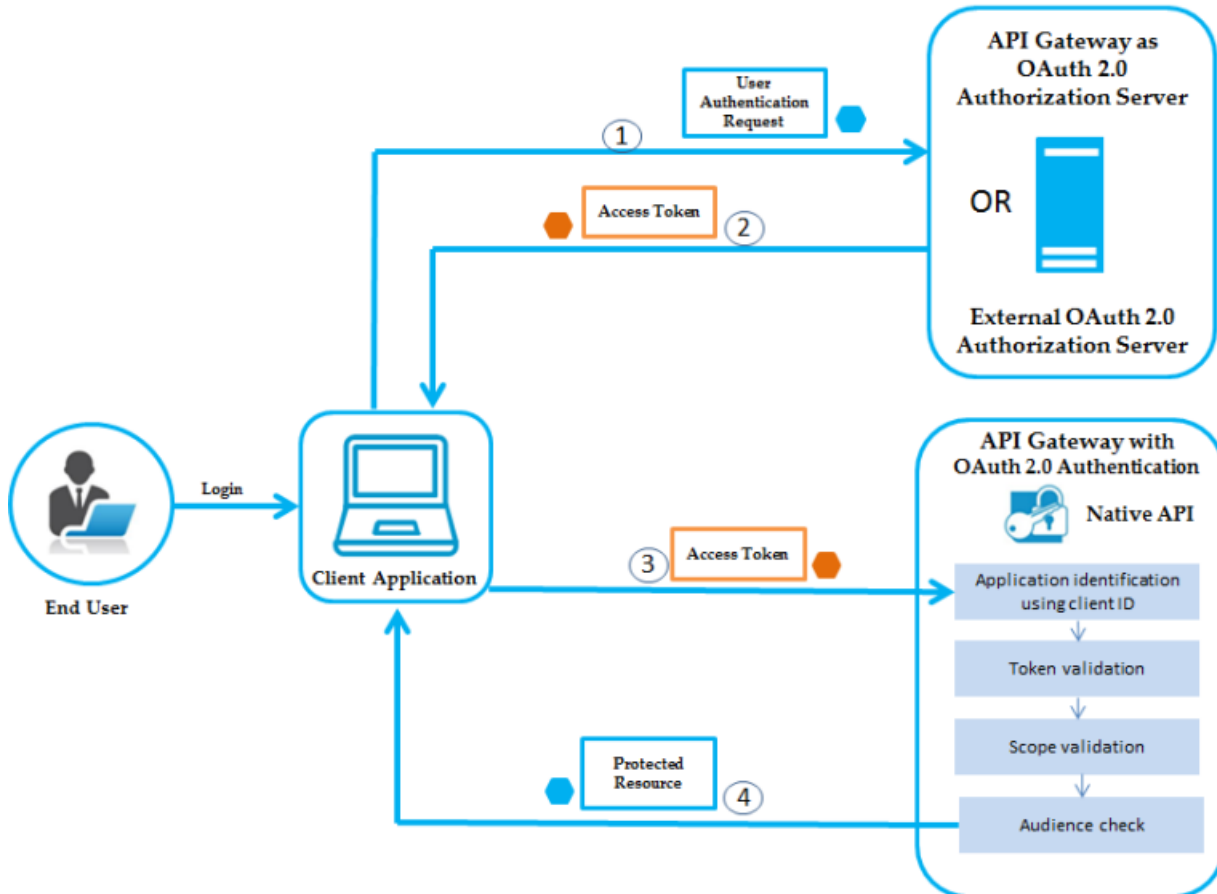 API Gateway as
OAuth 2.0
Authorization Server
User
Authentication
Request
1
Access Token
2
OR
External OAuth 2.0
Authorization Server
API Gateway with
OAuth 2.0 Authentication
Native API
Login
Client Application
End User
3
Access Token
Application identification
using client ID
Token validation
Scope validation
Protected
Resource
4
Audience check